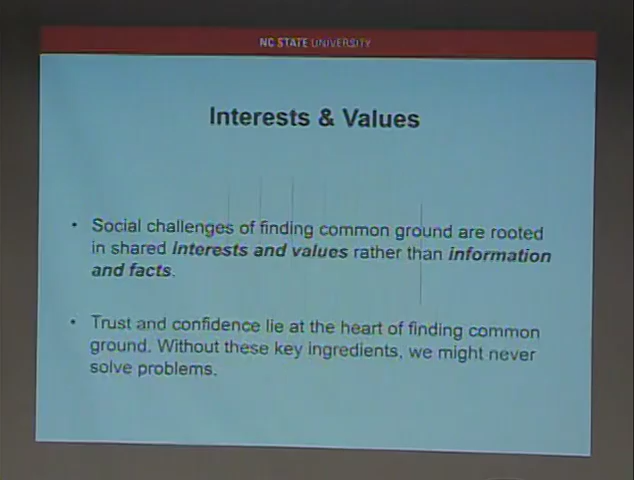 NC STATE UNIVERSITY
Interests & Values
• Social challenges of finding common ground are rooted
in shared interests and values rather than information
and facts.
• Trust and confidence lie at the heart of finding common
ground. Without these key ingredients, we might never
solve problems.